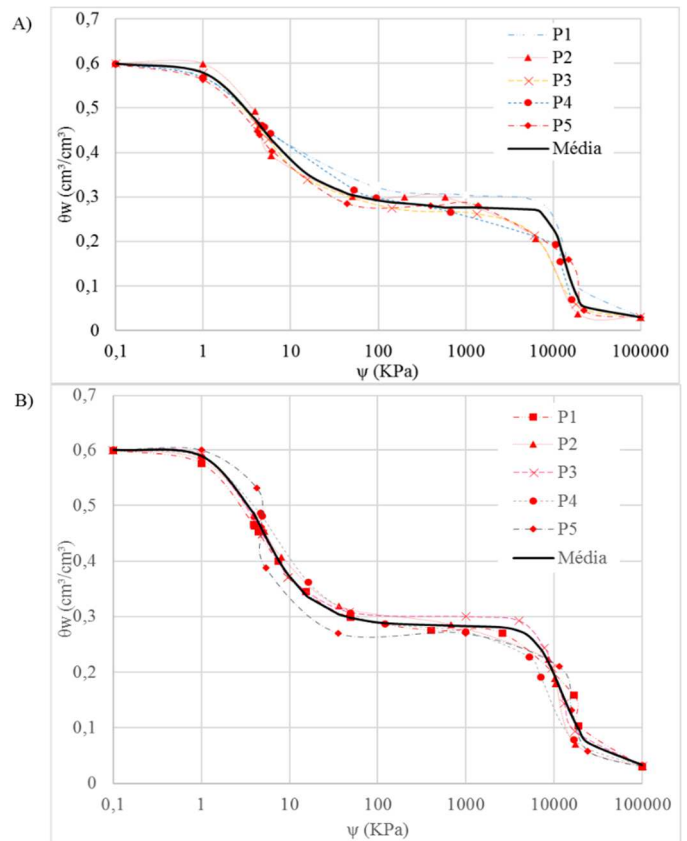 A)
0,7
0,6
0,5
0,4
0,3
0,2
0,1
0
θw (cm³/cm³)
0,1 1 10 100 1000 10000 100000
ψ (KPa)
P1
P2
P3
P4
P5
Média
B)
0,7
0,6
0,5
0,4
0,3
0,2
0,1
0
θw (cm³/cm³)
0,1 1 10 100 1000 10000 100000
ψ (KPa)
P1
P2
P3
P4
P5
Média